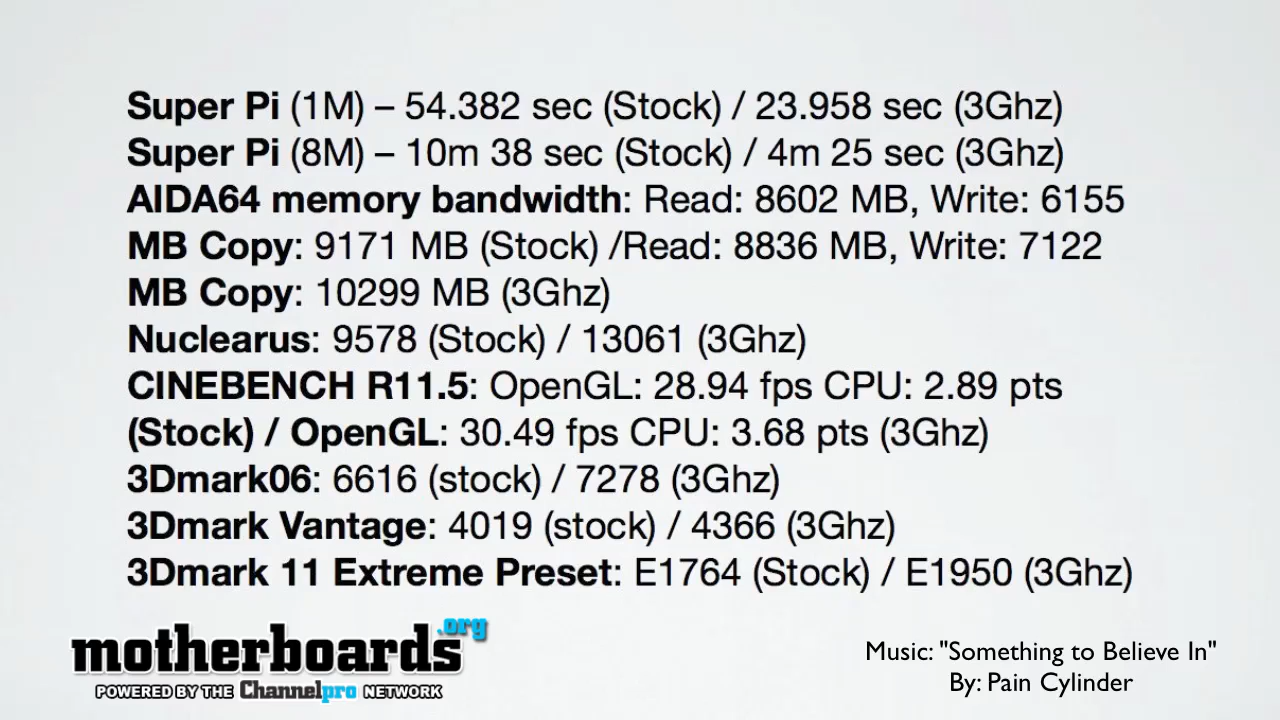 Super Pi (1M) – 54.382 sec (Stock) / 23.958 sec (3Ghz)
Super Pi (8M) – 10m 38 sec (Stock) / 4m 25 sec (3Ghz)
AIDA64 memory bandwidth: Read: 8602 MB, Write: 6155
MB Copy: 9171 MB (Stock) /Read: 8836 MB, Write: 7122
MB Copy: 10299 MB (3Ghz)
Nuclearus: 9578 (Stock) / 13061 (3Ghz)
CINEBENCH R11.5: OpenGL: 28.94 fps CPU: 2.89 pts
(Stock) / OpenGL: 30.49 fps CPU: 3.68 pts (3Ghz)
3Dmark06: 6616 (stock) / 7278 (3Ghz)
3Dmark Vantage: 4019 (stock) / 4366 (3Ghz)
3Dmark 11 Extreme Preset: E1764 (Stock) / E1950 (3Ghz)
motherboards.org
POWERED BY THE Channelpro NETWORK
Music: "Something to Believe In"
By: Pain Cylinder